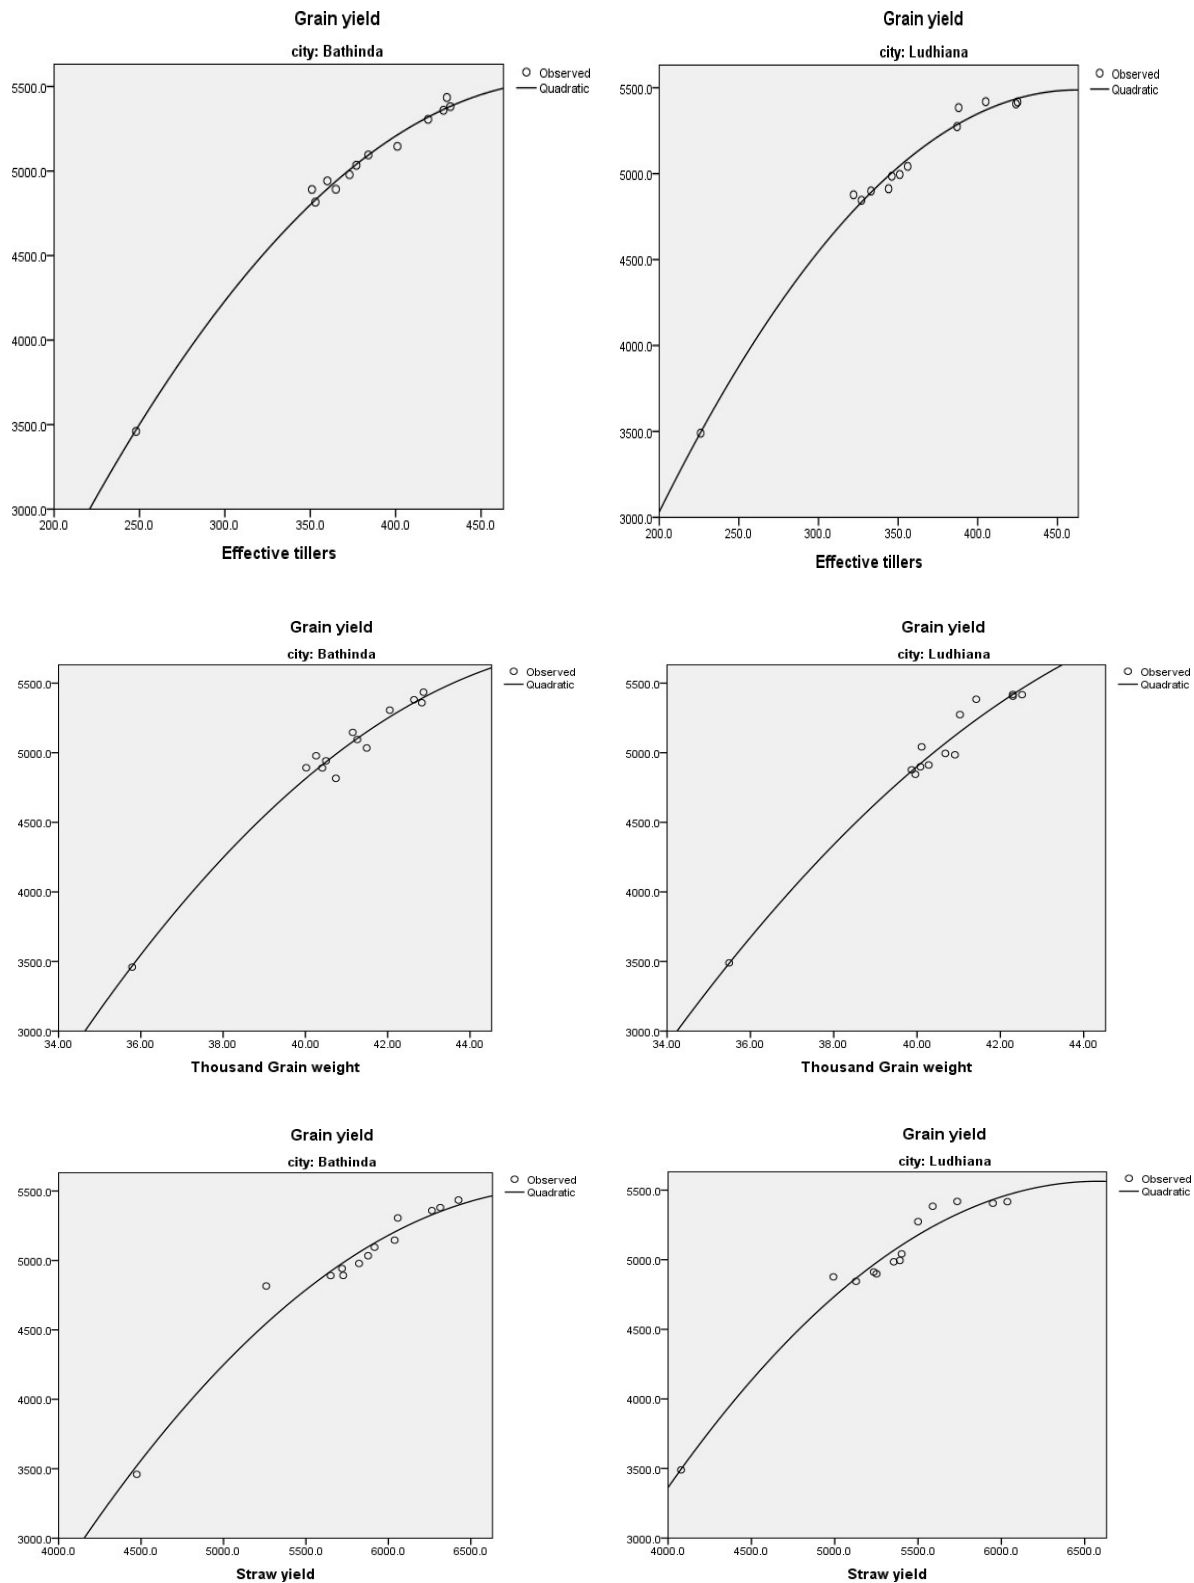 Grain yield
city: Bathinda
Observed
Quadratic
5500.0
5000.0
4500.0
4000.0
3500.0
3000.0
200.0 250.0 300.0 350.0 400.0 450.0
Effective tillers
Grain yield
city: Ludhiana
Observed
Quadratic
5500.0
5000.0
4500.0
4000.0
3500.0
3000.0
200.0 250.0 300.0 350.0 400.0 450.0
Effective tillers
Grain yield
city: Bathinda
Observed
Quadratic
5500.0
5000.0
4500.0
4000.0
3500.0
3000.0
34.00 36.00 38.00 40.00 42.00 44.00
Thousand Grain weight
Grain yield
city: Ludhiana
Observed
Quadratic
5500.0
5000.0
4500.0
4000.0
3500.0
3000.0
34.00 36.00 38.00 40.00 42.00 44.00
Thousand Grain weight
Grain yield
city: Bathinda
Observed
Quadratic
5500.0
5000.0
4500.0
4000.0
3500.0
3000.0
4000.0 4500.0 5000.0 5500.0 6000.0 6500.0
Straw yield
Grain yield
city: Ludhiana
Observed
Quadratic
5500.0
5000.0
4500.0
4000.0
3500.0
3000.0
4000.0 4500.0 5000.0 5500.0 6000.0 6500.0
Straw yield